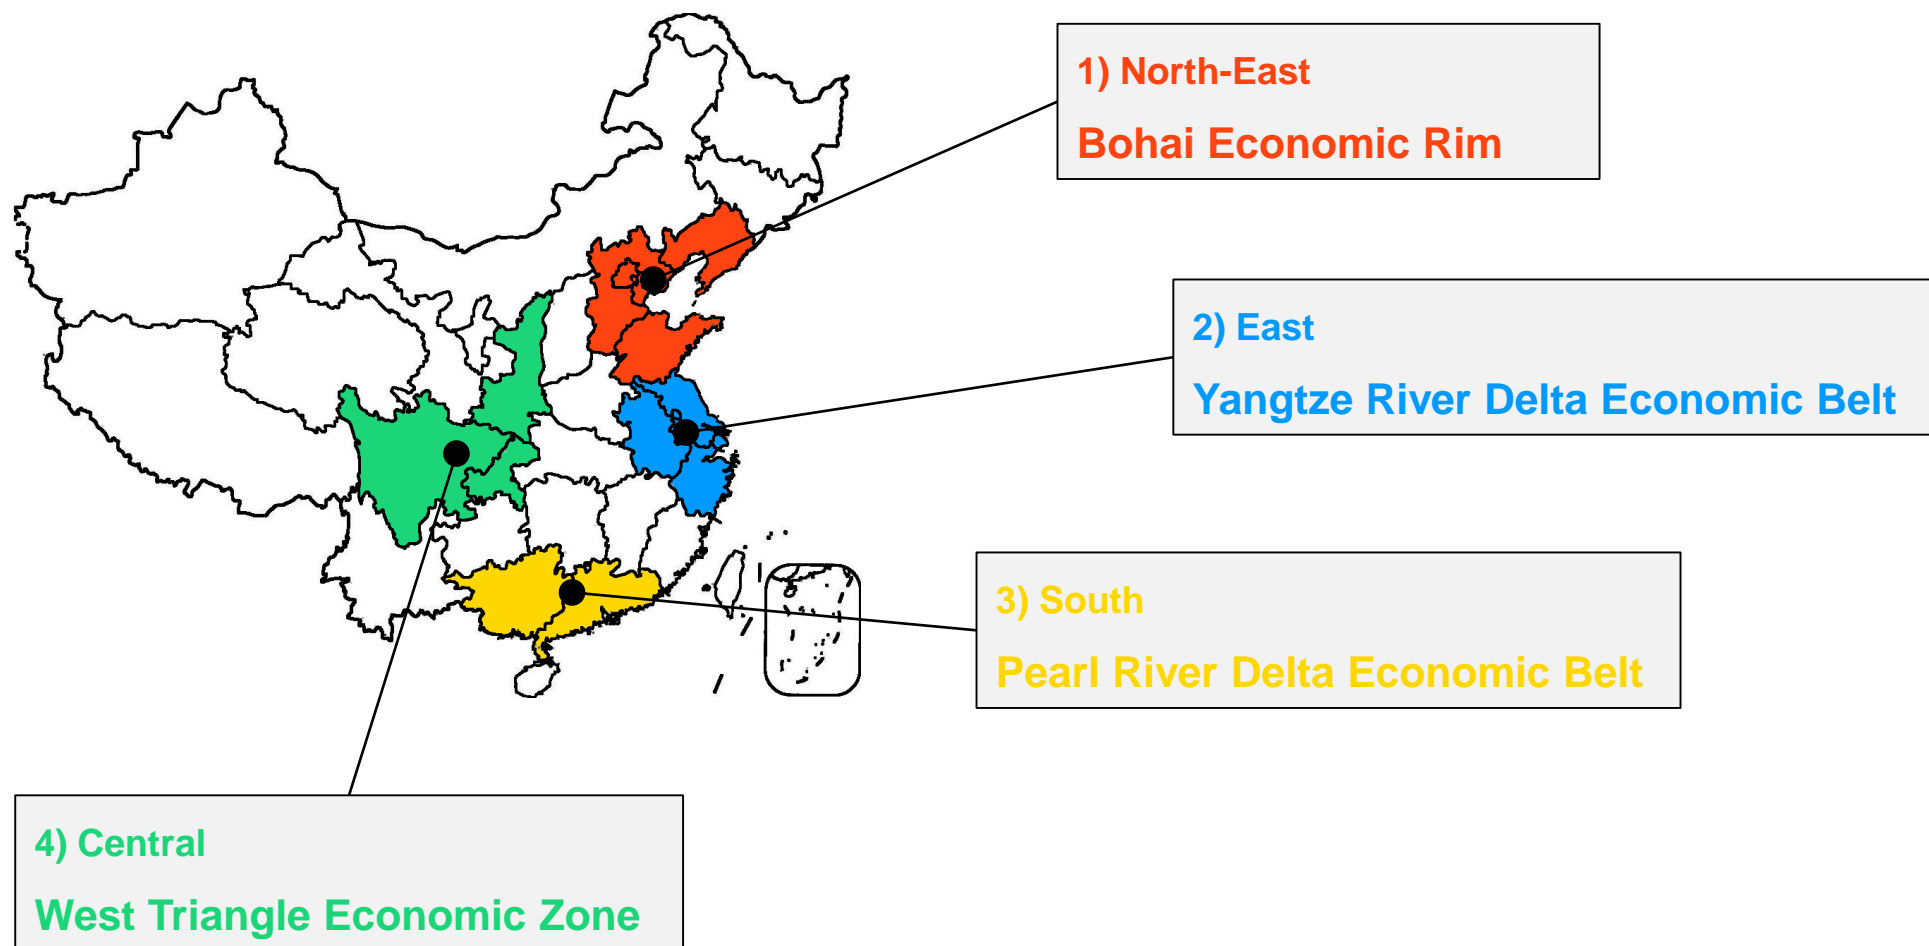 1) North-East
Bohai Economic Rim
2) East
Yangtze River Delta Economic Belt
3) South
Pearl River Delta Economic Belt
4) Central
West Triangle Economic Zone